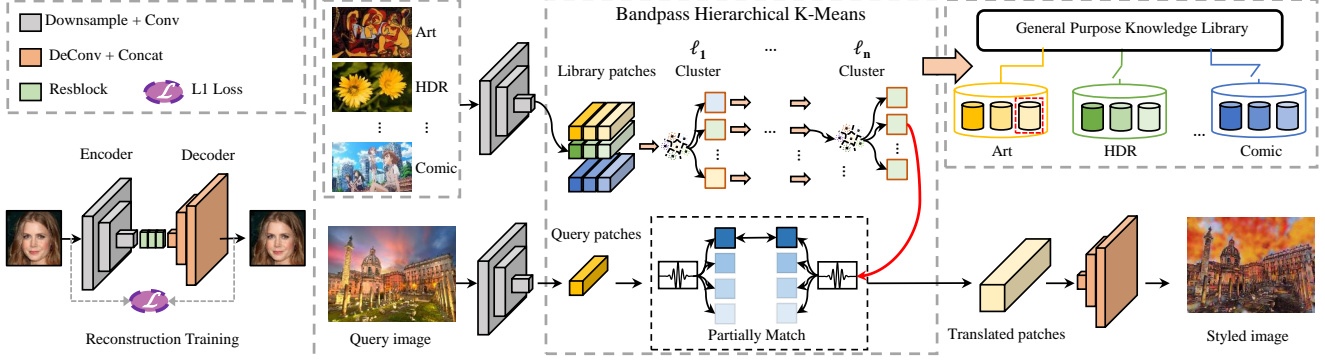 Downsample + Conv
DeConv + Concat
Resblock
ℒ
L1 Loss
Encoder
Decoder
ℒ
Reconstruction Training
Art
HDR
⋮
⋮
Comic
Query image
Bandpass Hierarchical K-Means
Library patches
ℓ1
...
ℓn
Cluster
Cluster
...
...
Query patches
Partially Match
General Purpose Knowledge Library
...
Art
HDR
Comic
Translated patches
Styled image